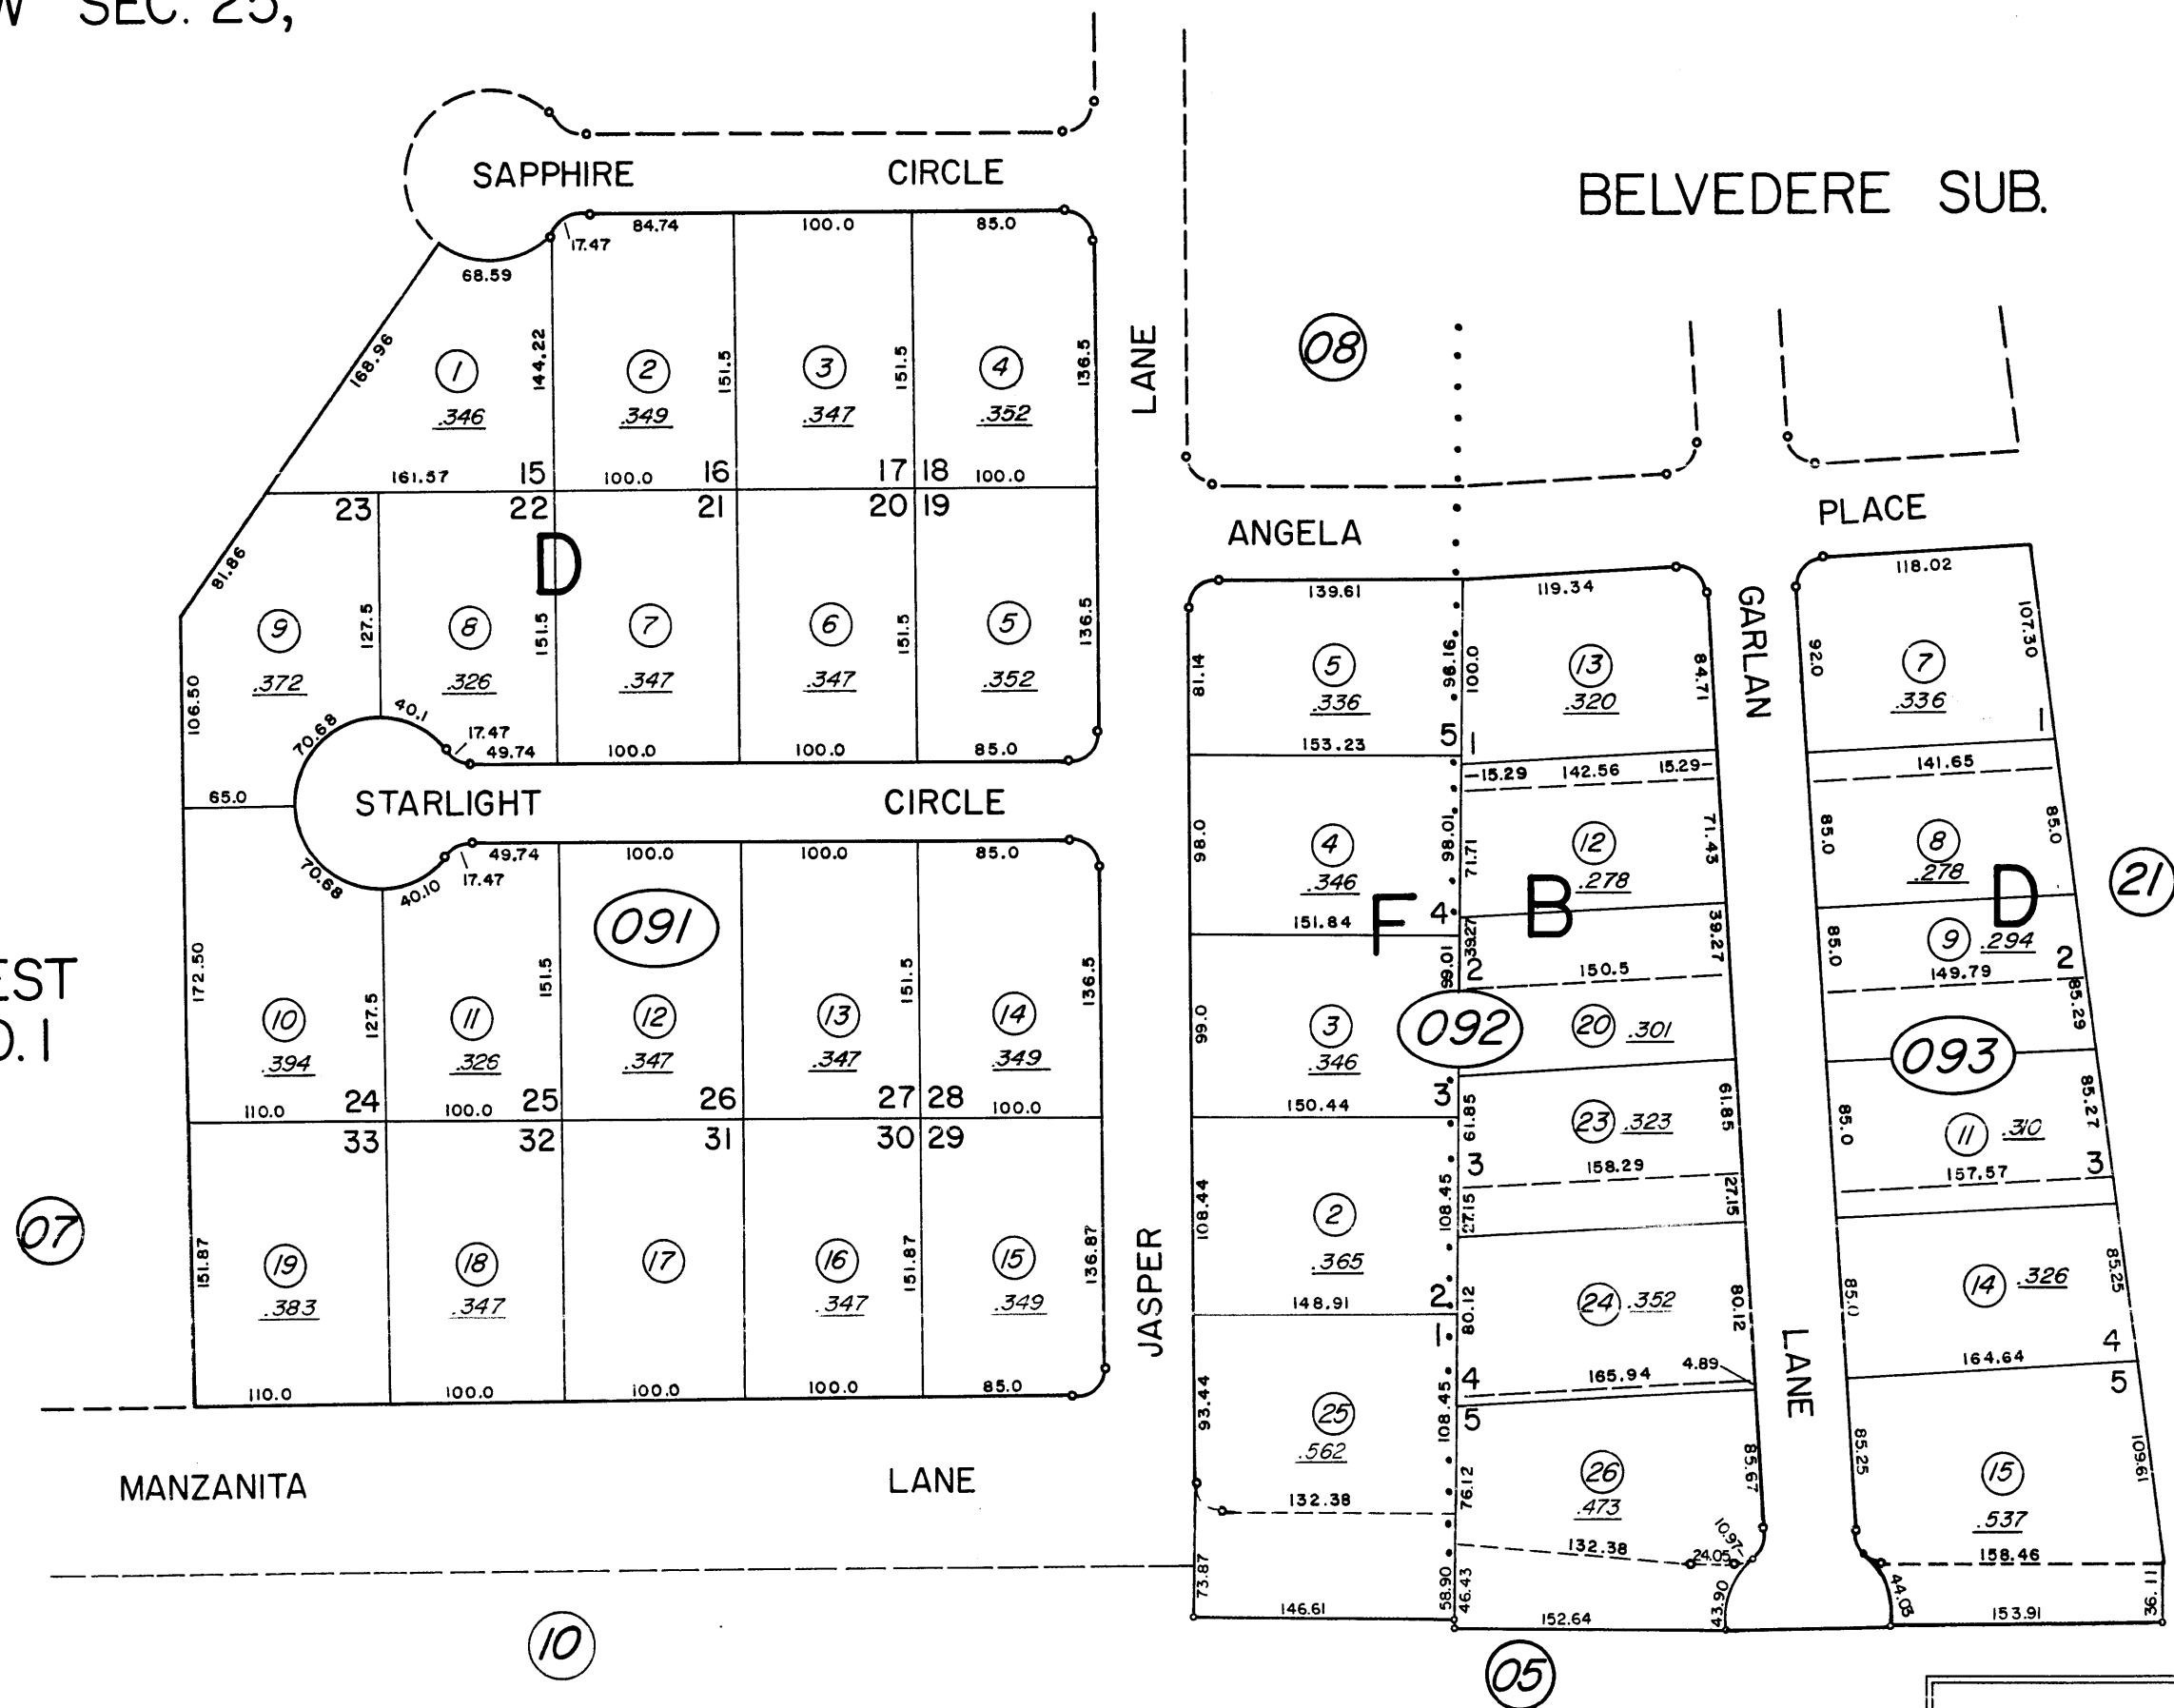 SEC. 25,
SAPPHIRE CIRCLE
BELVEDERE SUB.
84.74 100.0 85.0
17.47
68.59
LANE
08
168.96 144.22 151.5 151.5 136.5
1 2 3 4
.346 .349 .347 .352
161.57 15 100.0 16 17 18 100.0
23 22 21 20 19
D
81.86
ANGELA PLACE
139.61 119.34 118.02
GARLAN
107.30
9 8 7 6 5
127.5 151.5 151.5 136.5
.372 .326 .347 .347 .352
106.50
70.68 40.1 17.47 49.74 100.0 100.0 85.0
81.14 5 96.16 100.0 13 84.71 92.0 7
.336 .320 .336
153.23 5 1 1
15.29 142.56 15.29 141.65
65.0
STARLIGHT CIRCLE
98.0 4 98.01 71.71 12 71.43 85.0 8 85.0
.346 .278 .278
70.68 40.10 17.47 49.74 100.0 100.0 85.0
091
F B D
21
151.84 4 39.27 39.27
9 .294
99.01 2 150.5 85.0 149.79 2
EST
O. 1
172.50 127.5 151.5 151.5 136.5
10 11 12 13 14
.394 .326 .347 .347 .349
99.0 3 092 20 .301 093 85.29
.346
110.0 24 100.0 25 26 27 28 100.0
33 32 31 30 29
150.44 3 61.85 23 .323 61.85 85.0 11 .310 85.27
3 158.29 157.57 3
07
151.87 151.87 136.87
19 18 17 16 15
.383 .347 .347 .349
JASPER
108.44 2 108.45 27.15 27.15
.365
148.91 2 80.12 24 .352 80.12 85.0 14 .326 85.25
1 4.89 164.64 4
4 165.94 5
5
LANE
110.0 100.0 100.0 100.0 85.0
MANZANITA LANE
93.44 25 108.45 26 85.67 85.25 15 109.61
.562 .473 .537
132.38 76.12 10.97
132.38 24.05 158.46
73.87 58.90 46.43 43.90 44.03 36.11
146.61 152.64 153.91
10
05